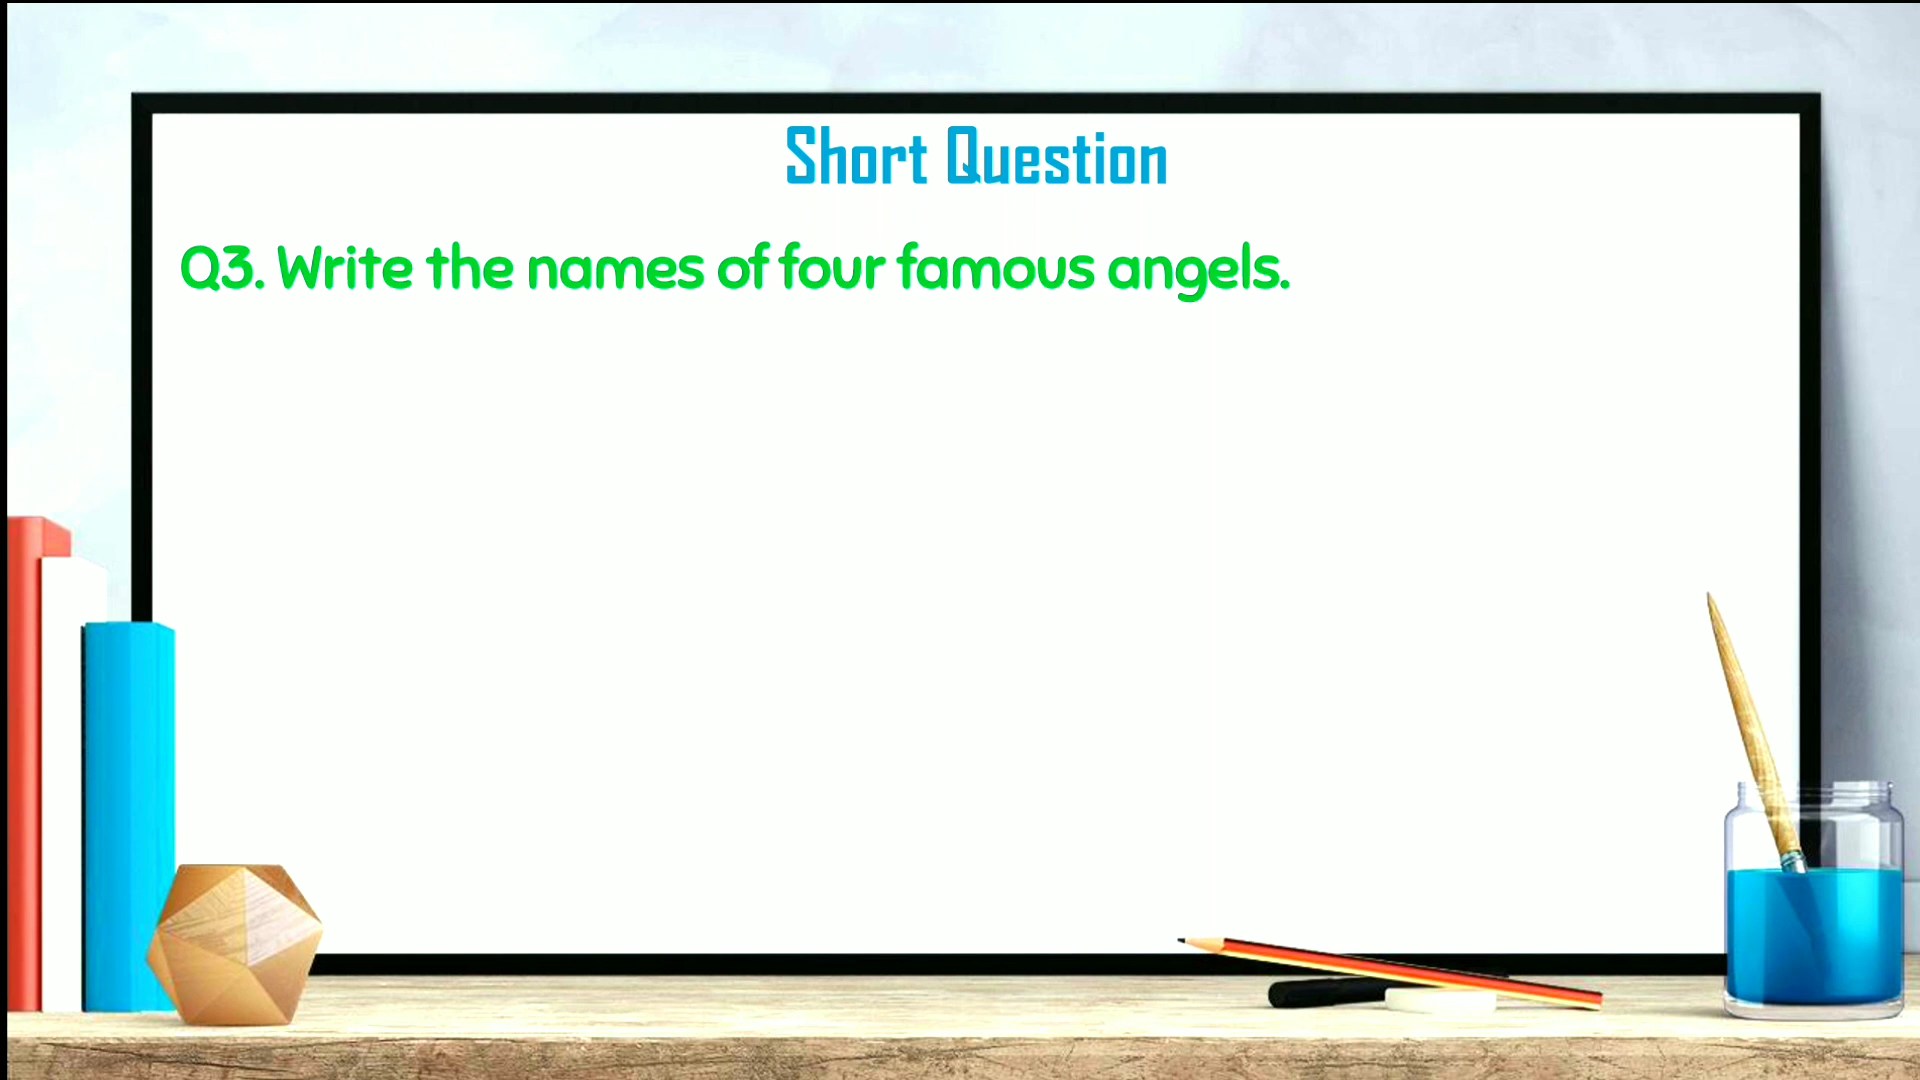 Short Question
Q3. Write the names of four famous angels.